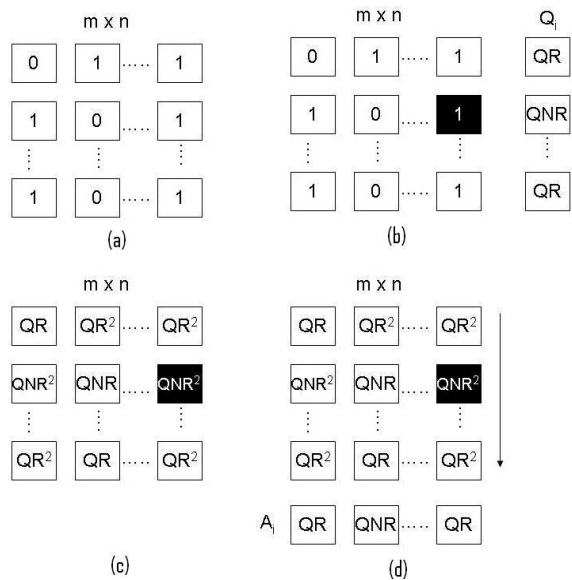 m x n
0 1 ..... 1
1 0 ..... 1
1 0 ..... 1
(a)
m x n Qᵢ
0 1 ..... 1 QR
1 0 ..... 1 QNR
1 0 ..... 1 QR
(b)
m x n
QR QR² ..... QR²
QNR² QNR ..... QNR²
QR² QR ..... QR²
(c)
m x n
QR QR² ..... QR²
QNR² QNR ..... QNR²
QR² QR ..... QR²
Aᵢ QR QNR ..... QR
(d)